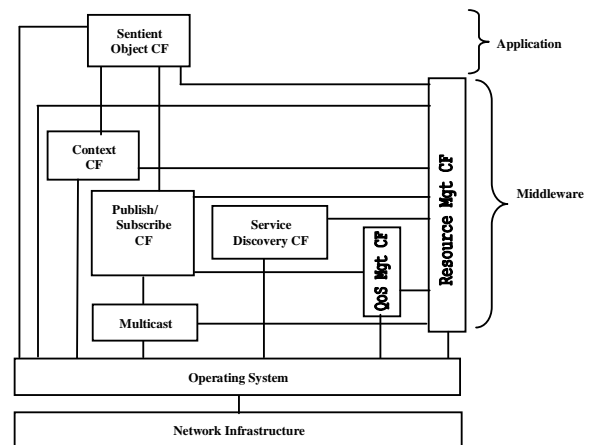 Sentient
Object CF
Application
Context
CF
Resource Mgt CF
Middleware
Publish/
Subscribe
CF
Service
Discovery CF
QoS Mgt CF
Multicast
Operating System
Network Infrastructure